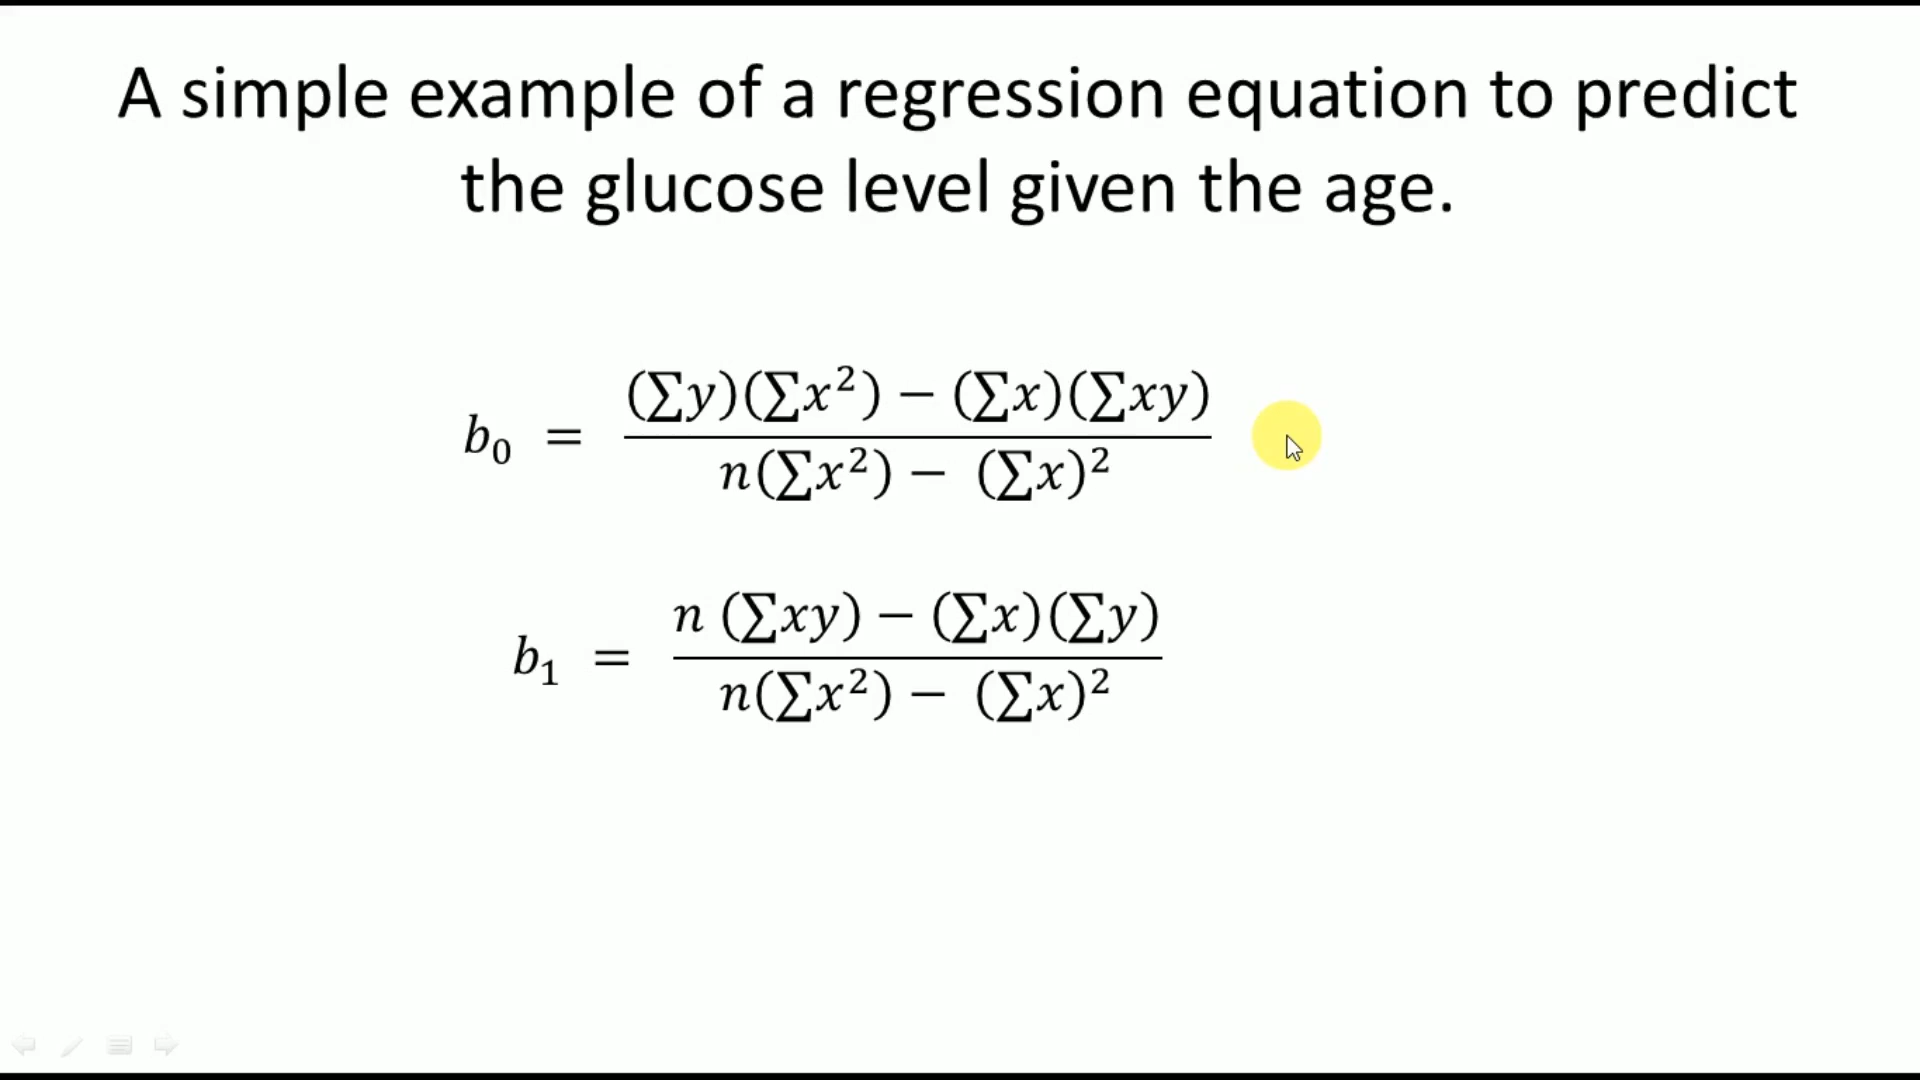 A simple example of a regression equation to predict
the glucose level given the age.
b₀ = (∑y)(∑x²) − (∑x)(∑xy) / n(∑x²) − (∑x)²
b₁ = n (∑xy) − (∑x)(∑y) / n(∑x²) − (∑x)²